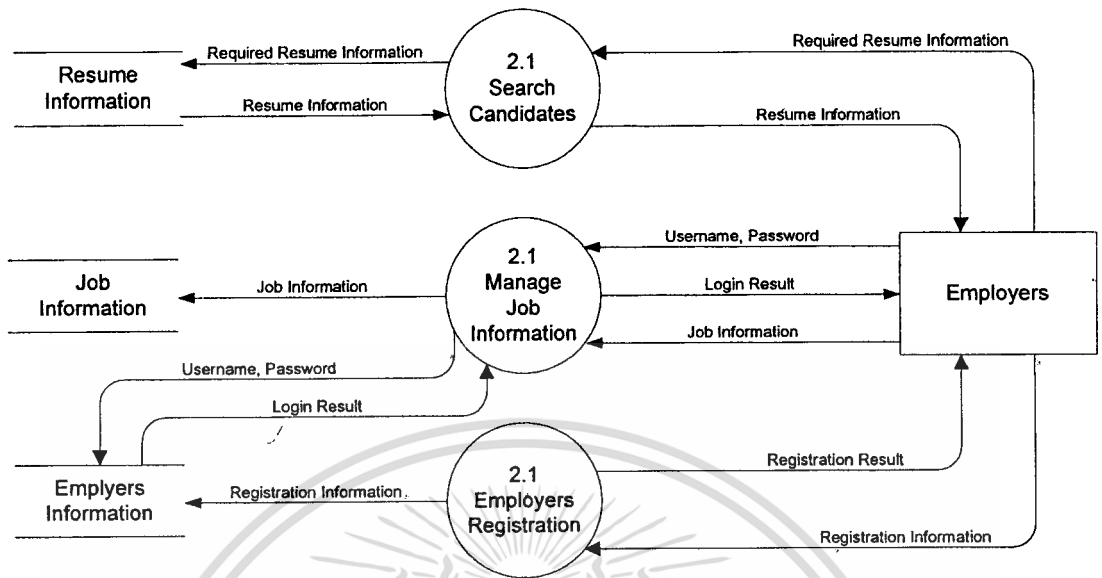 Required Resume Information
Required Resume Information
2.1
Search
Candidates
Resume
Information
Resume Information
Resume Information
Username, Password
2.1
Manage
Job
Information
Job
Information
Job Information
Login Result
Employers
Job Information
Username, Password
Login Result
2.1
Employers
Registration
Registration Result
Emplyers
Information
Registration Information
Registration Information